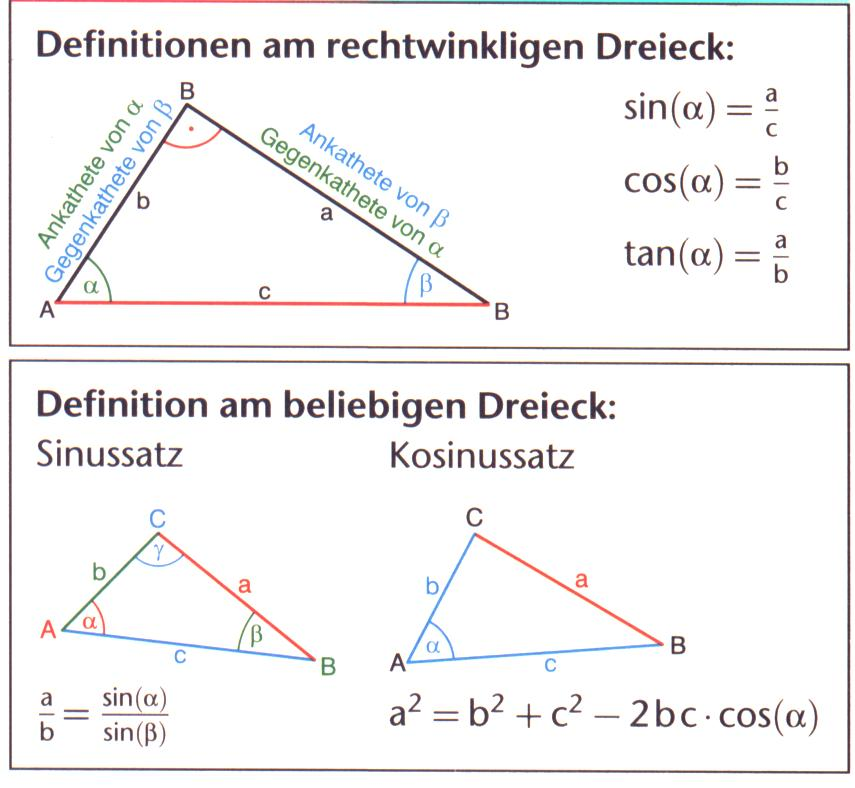 Definitionen am rechtwinkligen Dreieck:
B
Ankathete von α
Gegenkathete von β
Ankathete von β
Gegenkathete von α
b
a
α
c
β
A
B
sin(α) = a/c
cos(α) = b/c
tan(α) = a/b
Definition am beliebigen Dreieck:
Sinussatz
C
γ
b
a
A
α
β
c
B
a/b = sin(α)/sin(β)
Kosinussatz
C
b
a
α
A
B
c
a² = b² + c² − 2bc · cos(α)